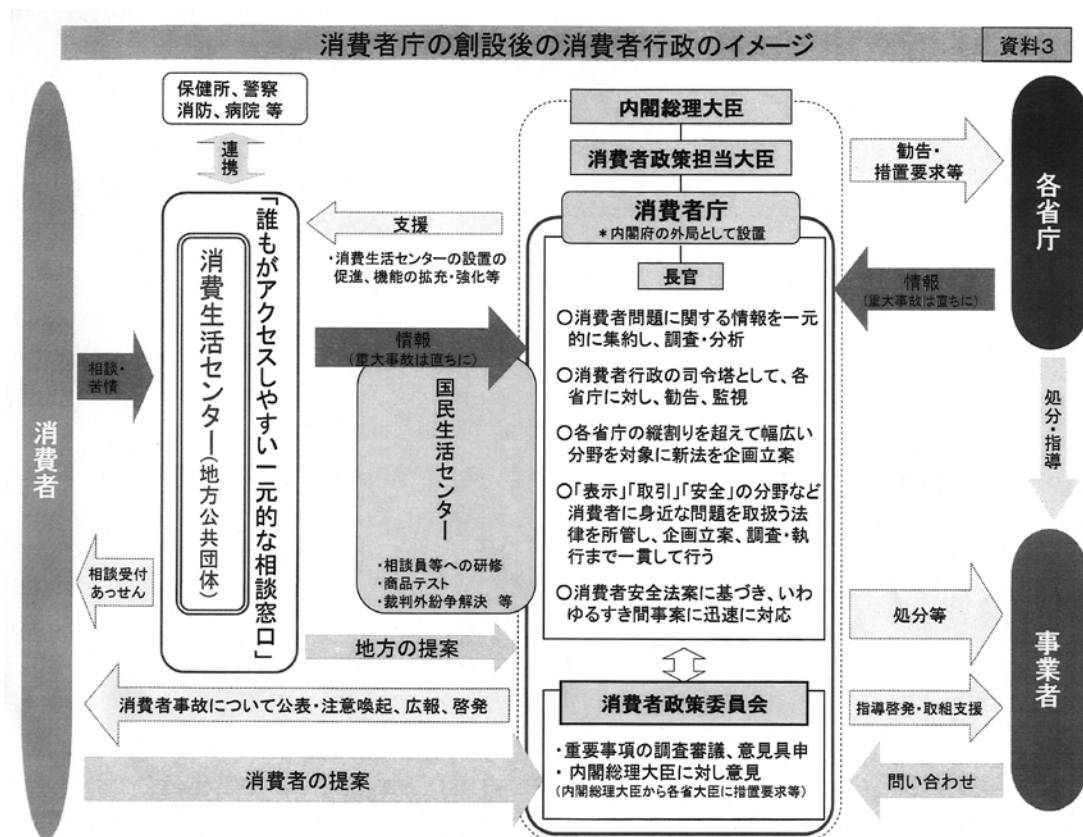 消費者庁の創設後の消費者行政のイメージ
資料3
保健所、警察
消防、病院 等
連携
「誰もがアクセスしやすい一元的な相談窓口」
消費生活センター(地方公共団体)
消費者
相談・
苦情
相談受付
あっせん
支援
・消費生活センターの設置の
促進、機能の拡充・強化等
情報
(重大事故は直ちに)
国民生活センター
・相談員等への研修
・商品テスト
・裁判外紛争解決 等
地方の提案
消費者事故について公表・注意喚起、広報、啓発
消費者の提案
内閣総理大臣
消費者政策担当大臣
消費者庁
*内閣府の外局として設置
長官
○消費者問題に関する情報を一元
的に集約し、調査・分析
○消費者行政の司令塔として、各
省庁に対し、勧告、監視
○各省庁の縦割りを超えて幅広い
分野を対象に新法を企画立案
○「表示」「取引」「安全」の分野など
消費者に身近な問題を取扱う法
律を所管し、企画立案、調査・執
行まで一貫して行う
○消費者安全法案に基づき、いわ
ゆるすき間事案に迅速に対応
消費者政策委員会
・重要事項の調査審議、意見具申
・内閣総理大臣に対し意見
(内閣総理大臣から各省大臣に措置要求等)
勧告・
措置要求等
情報
(重大事故は直ちに)
各省庁
処分・指導
処分等
指導啓発・取組支援
問い合わせ
事業者